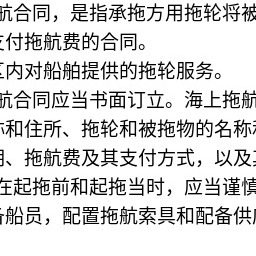 航合同，是指承拖方用拖轮将被
支付拖航费的合同。
区内对船舶提供的拖轮服务。
航合同应当书面订立。海上拖航
称和住所、拖轮和被拖物的名称和
用、拖航费及其支付方式，以及其
在起拖前和起拖当时，应当谨慎
备船员，配置拖航索具和配备供应